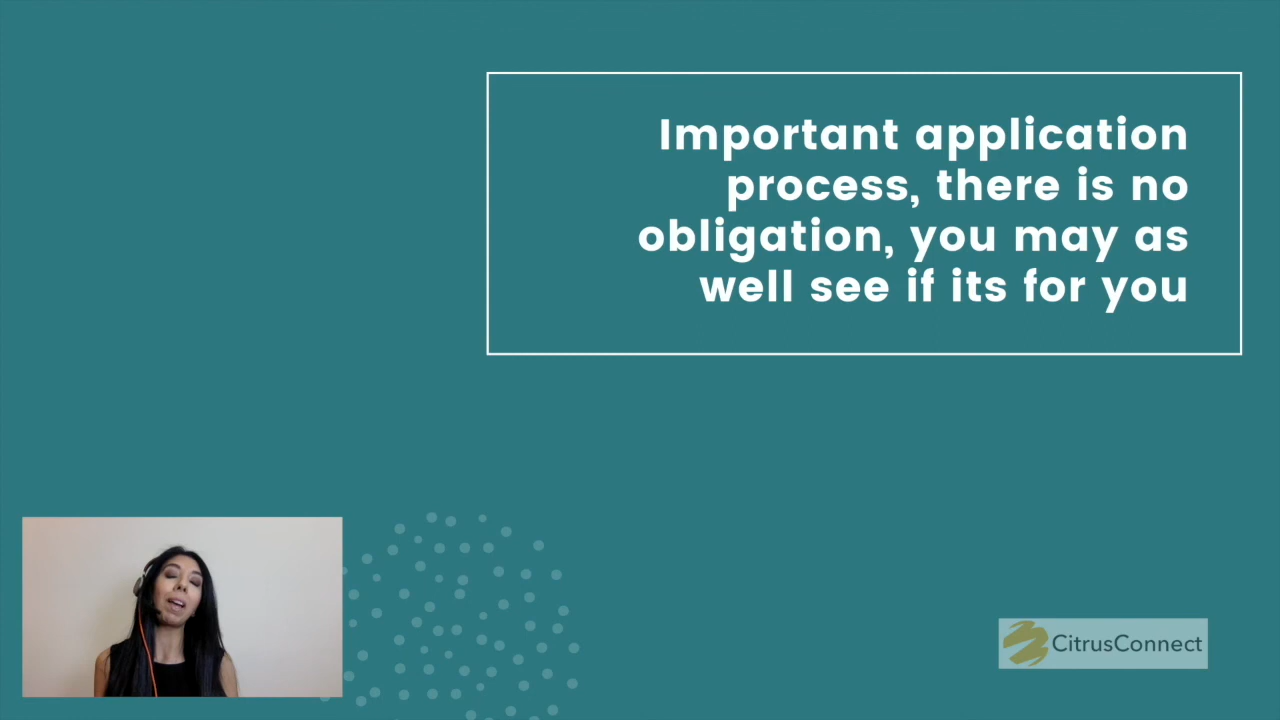 Important application
process, there is no
obligation, you may as
well see if its for you
CitrusConnect